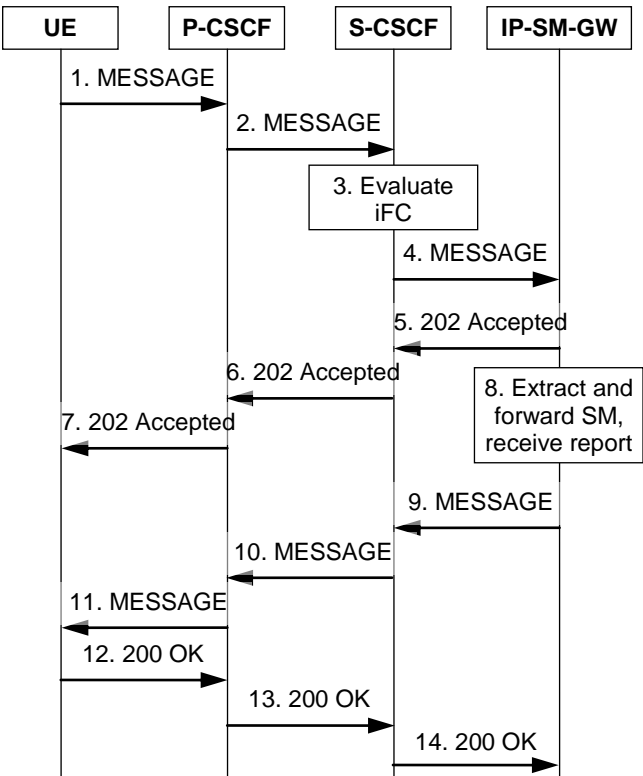 UE
P-CSCF
S-CSCF
IP-SM-GW
1. MESSAGE
2. MESSAGE
3. Evaluate
iFC
4. MESSAGE
5. 202 Accepted
6. 202 Accepted
7. 202 Accepted
8. Extract and
forward SM,
receive report
9. MESSAGE
10. MESSAGE
11. MESSAGE
12. 200 OK
13. 200 OK
14. 200 OK